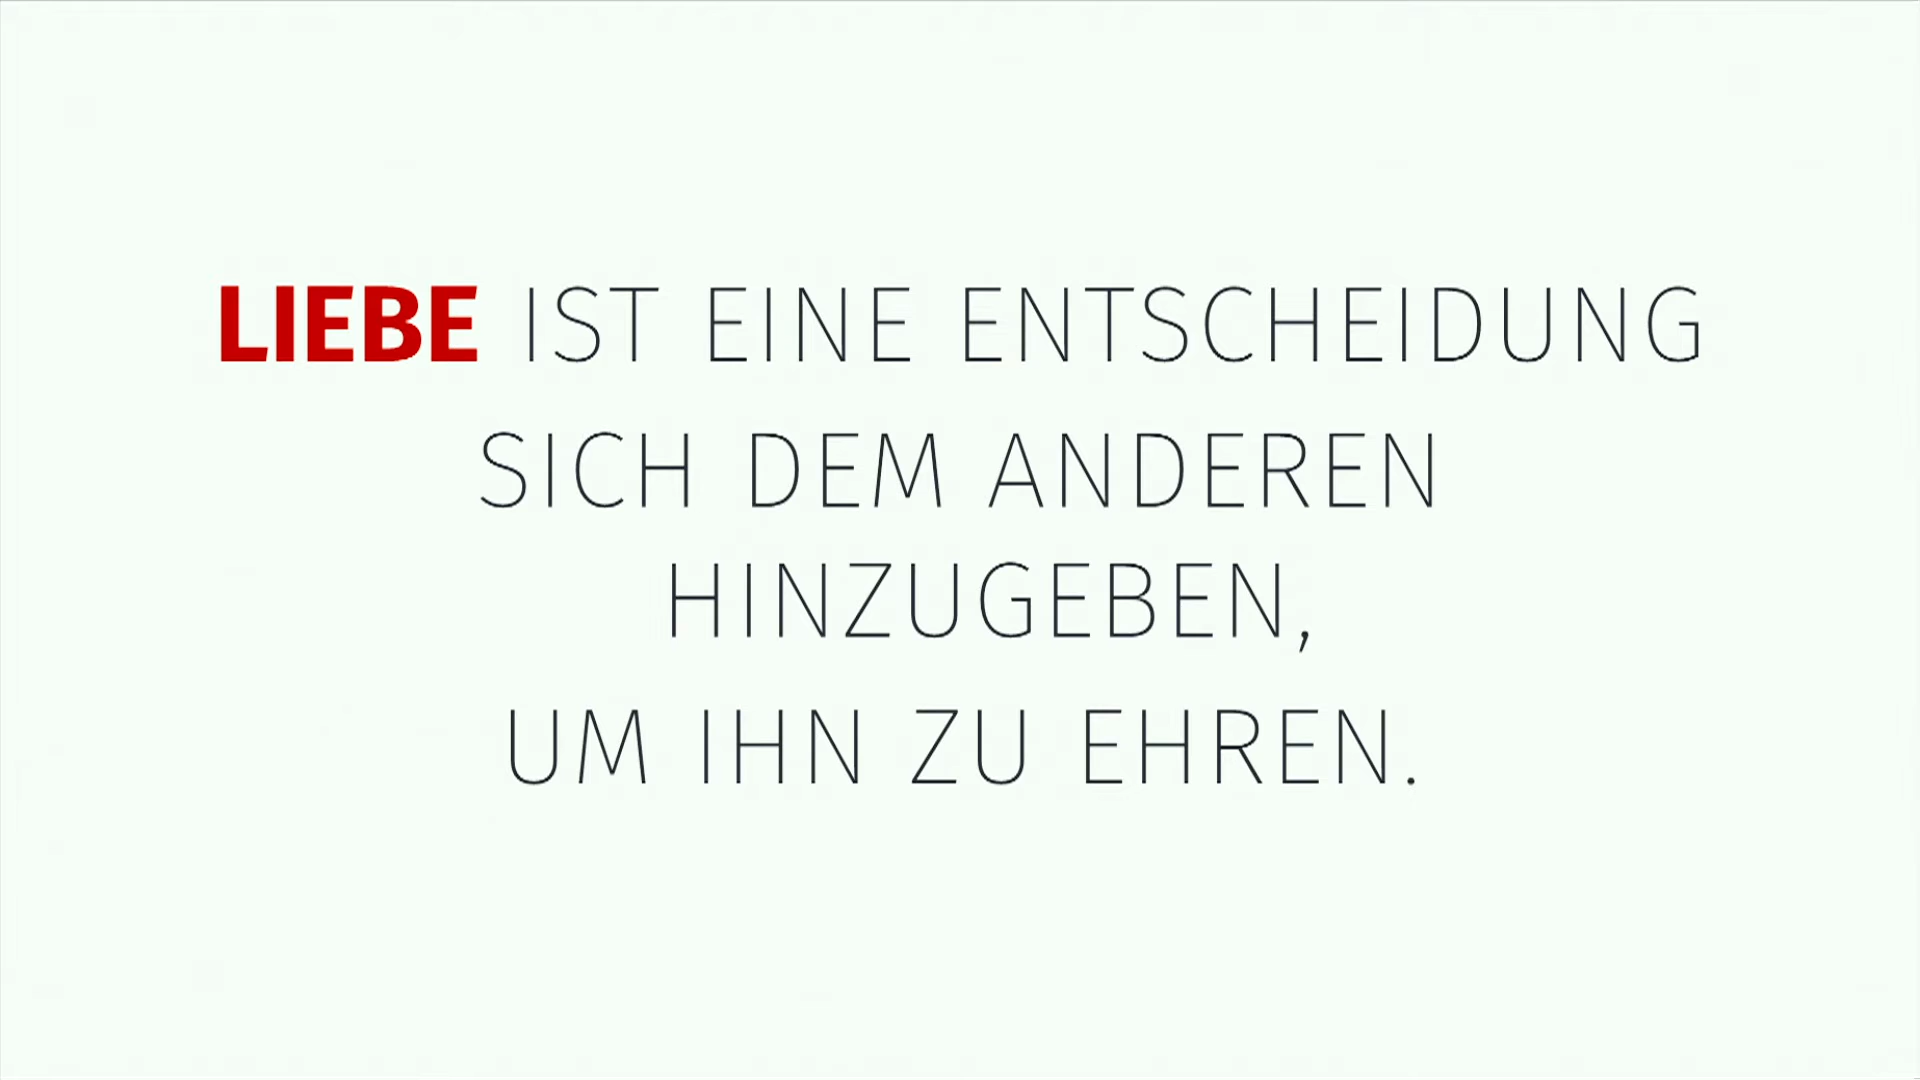 LIEBE IST EINE ENTSCHEIDUNG
SICH DEM ANDEREN
HINZUGEBEN,
UM IHN ZU EHREN.